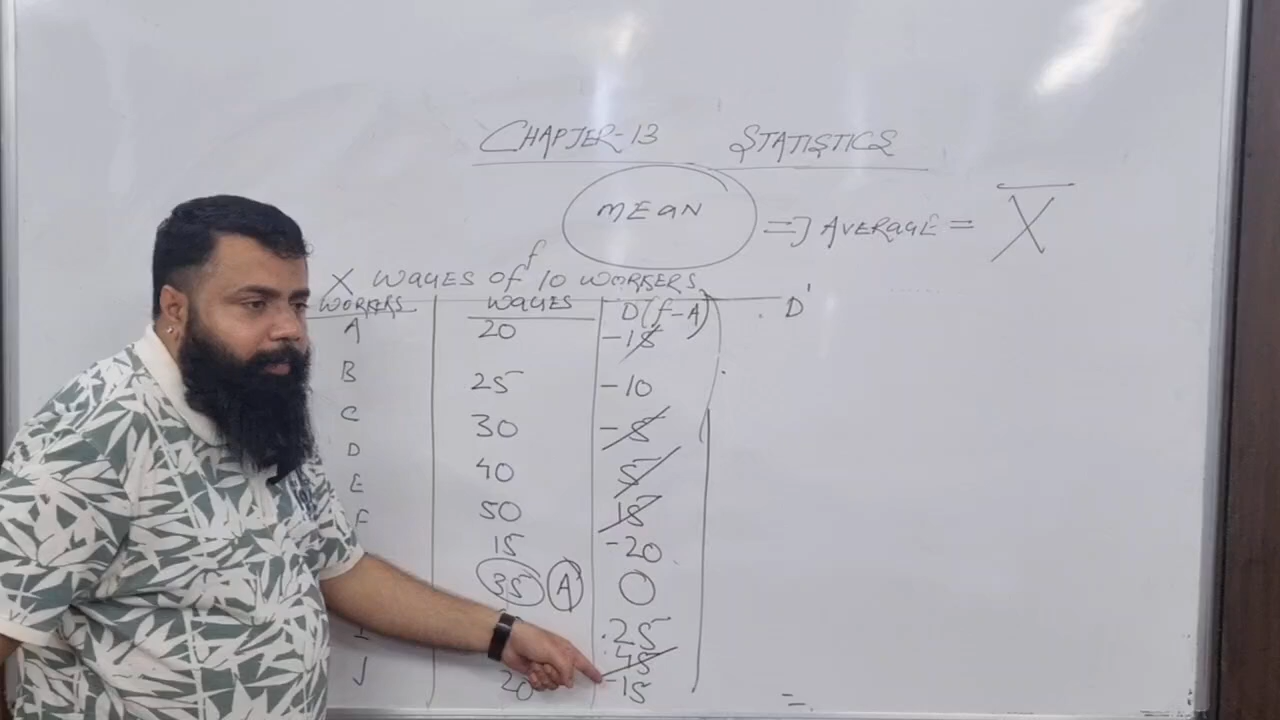 CHAPTER-13 STATISTICS
MEAN => AVERAGE = X̅
f
X WAGES OF 10 WORKERS
WORKERS WAGES D(f-A) D'
A 20 -15
B 25 -10
C 30 -5
D 40 5
E 50 15
F 15 -20
35 A 0
25
45
I
J 20 -15
=